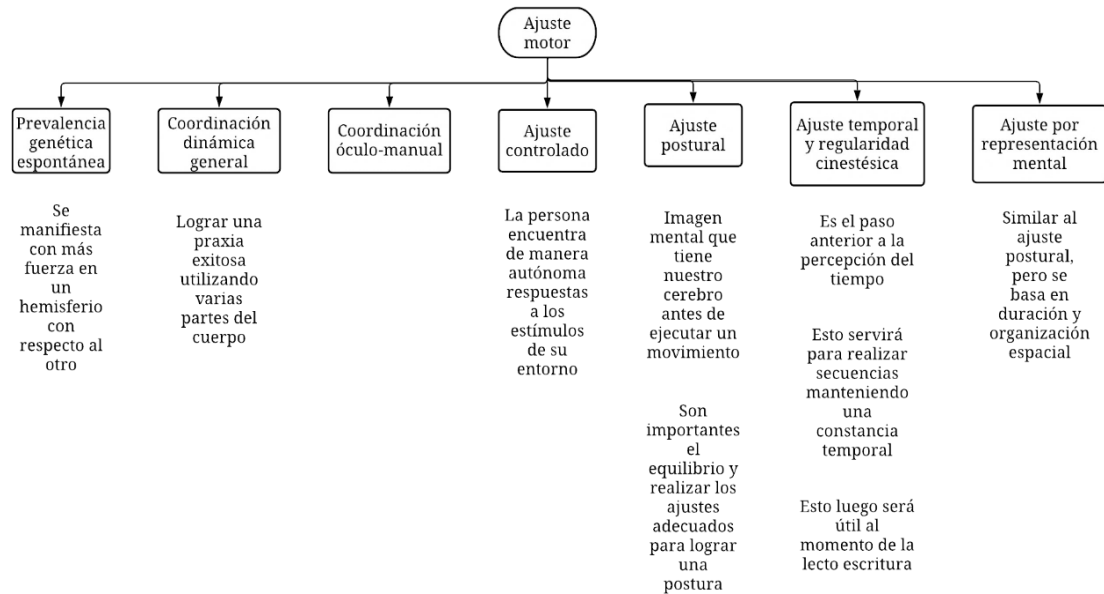 Ajuste
motor
Prevalencia
genética
espontánea
Coordinación
dinámica
general
Coordinación
óculo-manual
Ajuste
controlado
Ajuste
postural
Ajuste temporal
y regularidad
cinestésica
Ajuste por
representación
mental
Se
manifiesta
con más
fuerza en
un
hemisferio
con
respecto al
otro
Lograr una
praxia
exitosa
utilizando
varias
partes del
cuerpo
La persona
encuentra
de manera
autónoma
respuestas
a los
estímulos
de su
entorno
Imagen
mental que
tiene
nuestro
cerebro
antes de
ejecutar un
movimiento
Son
importantes
el
equilibrio y
realizar los
ajustes
adecuados
para lograr
una
postura
Es el paso
anterior a la
percepción del
tiempo
Esto servirá
para realizar
secuencias
manteniendo
una
constancia
temporal
Esto luego será
útil al
momento de la
lecto escritura
Similar al
ajuste
postural,
pero se
basa en
duración y
organización
espacial